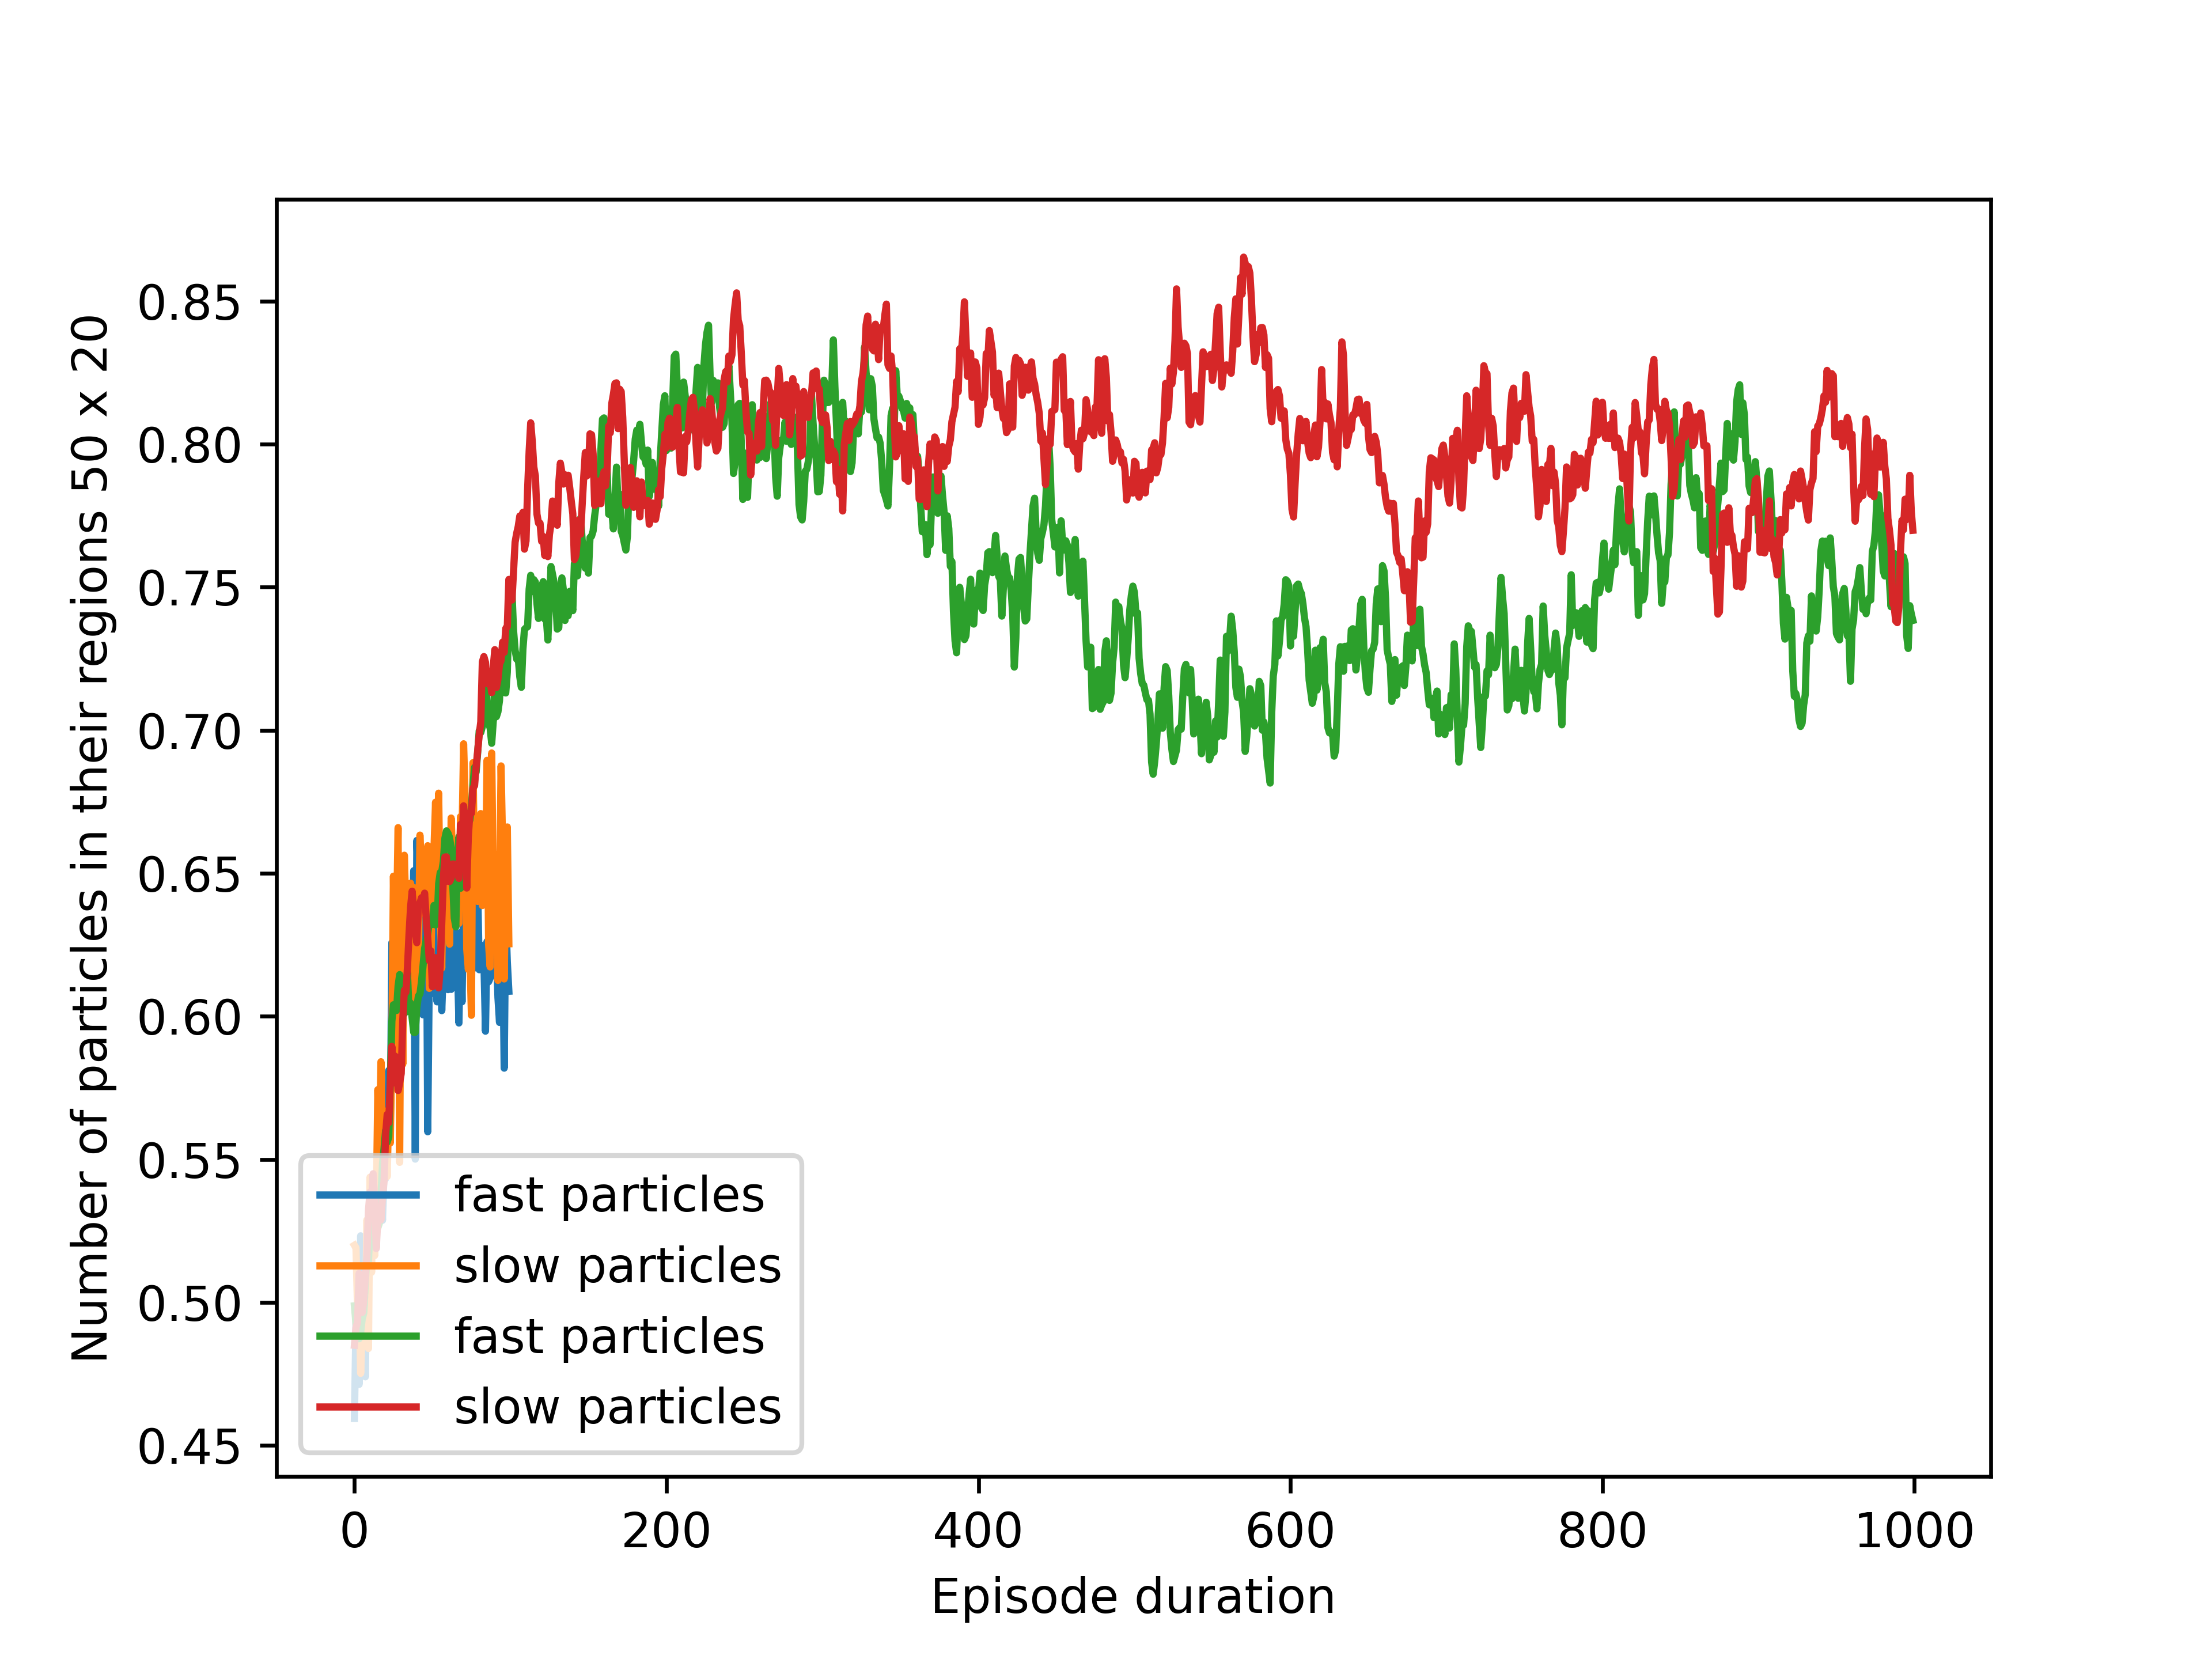 Number of particles in their regions 50 x 20
0.85
0.80
0.75
0.70
0.65
0.60
0.55
0.50
0.45
fast particles
slow particles
fast particles
slow particles
0 200 400 600 800 1000
Episode duration